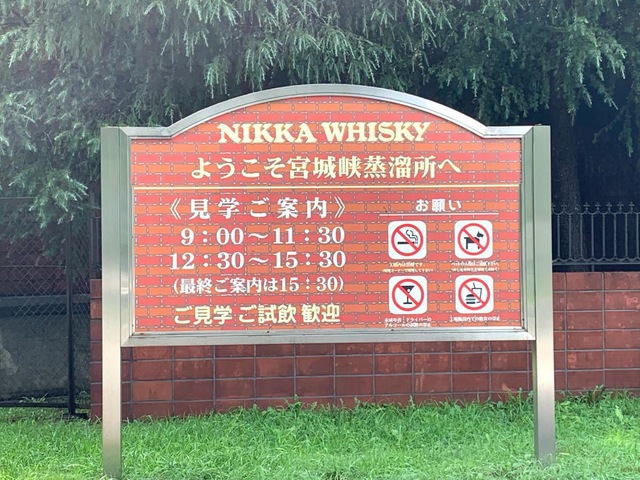 NIKKA WHISKY
ようこそ宮城峡蒸溜所へ
《見学ご案内》
9：00～11：30
12：30～15：30
(最終ご案内は15：30)
ご見学 ご試飲 歓迎
お願い